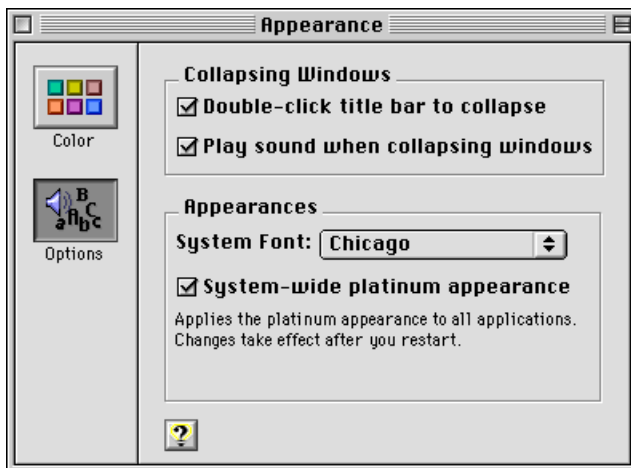 Appearance
Color
Options
Collapsing Windows
Double-click title bar to collapse
Play sound when collapsing windows
Appearances
System Font: Chicago
System-wide platinum appearance
Applies the platinum appearance to all applications.
Changes take effect after you restart.